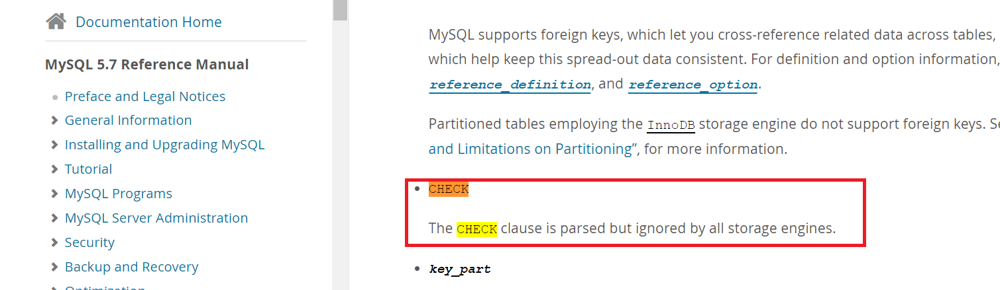 Documentation Home
MySQL 5.7 Reference Manual
Preface and Legal Notices
General Information
Installing and Upgrading MySQL
Tutorial
MySQL Programs
MySQL Server Administration
Security
Backup and Recovery
Optimization
MySQL supports foreign keys, which let you cross-reference related data across tables,
which help keep this spread-out data consistent. For definition and option information,
reference_definition, and reference_option.
Partitioned tables employing the InnoDB storage engine do not support foreign keys.
and Limitations on Partitioning”, for more information.
CHECK
The CHECK clause is parsed but ignored by all storage engines.
key_part